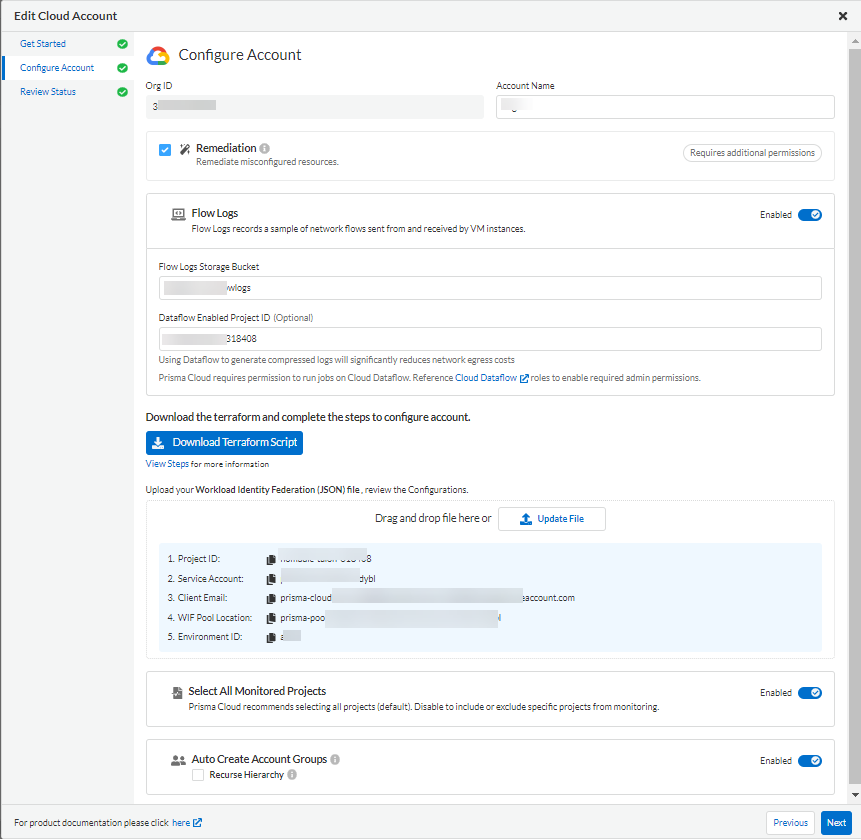 Edit Cloud Account
Get Started
Configure Account
Review Status
Configure Account
Org ID
Account Name
3
Remediation
Remediate misconfigured resources.
Requires additional permissions
Flow Logs
Flow Logs records a sample of network flows sent from and received by VM instances.
Enabled
Flow Logs Storage Bucket
wlogs
Dataflow Enabled Project ID (Optional)
318408
Using Dataflow to generate compressed logs will significantly reduces network egress costs
Prisma Cloud requires permission to run jobs on Cloud Dataflow. Reference Cloud Dataflow roles to enable required admin permissions.
Download the terraform and complete the steps to configure account.
Download Terraform Script
View Steps for more information
Upload your Workload Identity Federation (JSON) file, review the Configurations.
Drag and drop file here or Update File
1. Project ID: 8
2. Service Account: dybl
3. Client Email: prisma-cloud eaccount.com
4. WIF Pool Location: prisma-poo
5. Environment ID: a
Select All Monitored Projects
Prisma Cloud recommends selecting all projects (default). Disable to include or exclude specific projects from monitoring.
Enabled
Auto Create Account Groups
Recurse Hierarchy
Enabled
For product documentation please click here
Previous
Next